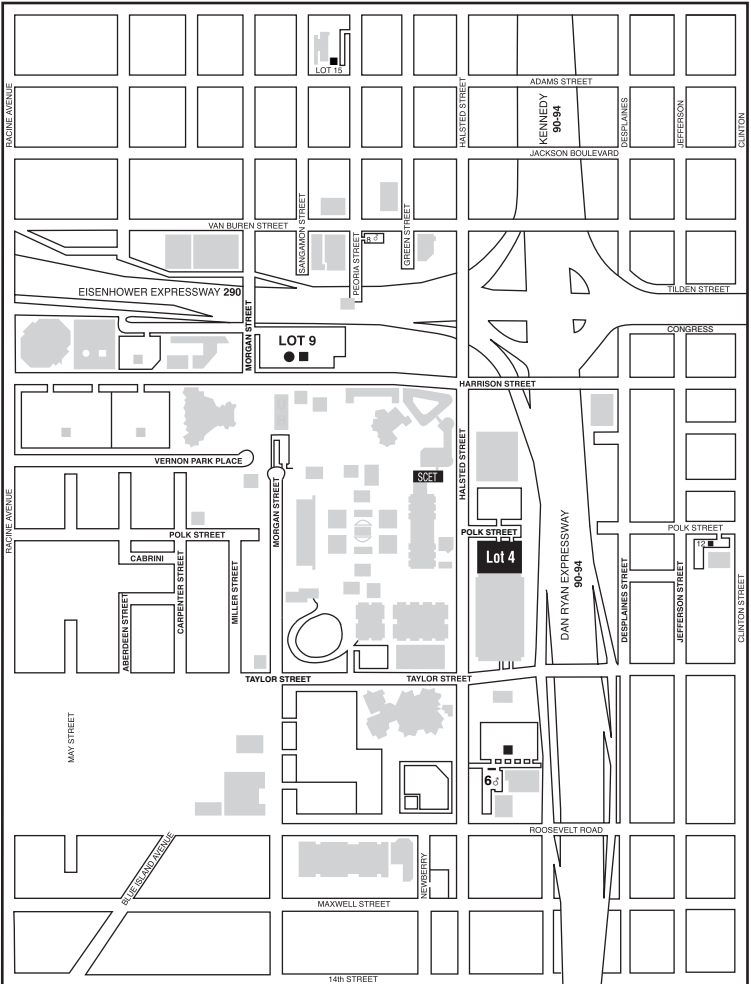 LOT 15
ADAMS STREET
RACINE AVENUE
HALSTED STREET
KENNEDY
90-94
DESPLAINES
JEFFERSON
CLINTON
JACKSON BOULEVARD
VAN BUREN STREET
SANGAMON STREET
PEORIA STREET
8
GREEN STREET
EISENHOWER EXPRESSWAY 290
TILDEN STREET
MORGAN STREET
LOT 9
CONGRESS
HARRISON STREET
VERNON PARK PLACE
HALSTED STREET
SCET
RACINE AVENUE
MORGAN STREET
POLK STREET
POLK STREET
POLK STREET
12
CABRINI
Lot 4
DAN RYAN EXPRESSWAY
90-94
ABERDEEN STREET
CARPENTER STREET
MILLER STREET
DESPLAINES STREET
JEFFERSON STREET
CLINTON STREET
TAYLOR STREET
TAYLOR STREET
MAY STREET
6
ROOSEVELT ROAD
BLUE ISLAND AVENUE
NEWBERRY
MAXWELL STREET
14th STREET